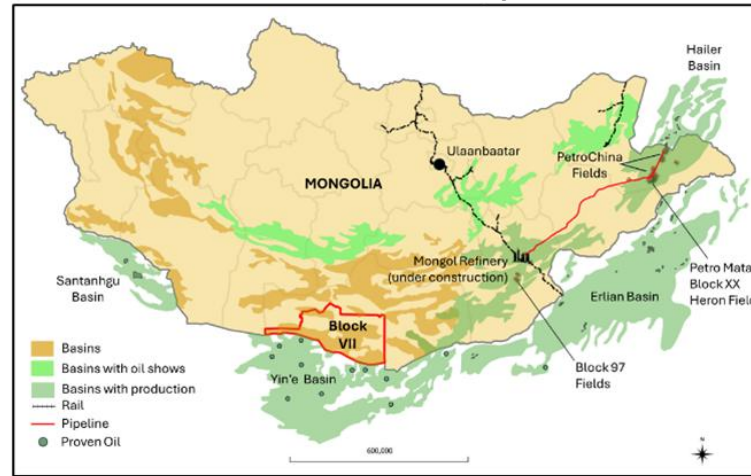 Hailer
Basin
Ulaanbaatar
PetroChina
Fields
MONGOLIA
Mongol Refinery
(under construction)
Petro Mata
Block XX
Heron Field
Santanhgu
Basin
Erlian Basin
Block
VII
Block 97
Fields
Yin'e Basin
Basins
Basins with oil shows
Basins with production
Rail
Pipeline
Proven Oil
600,000
N